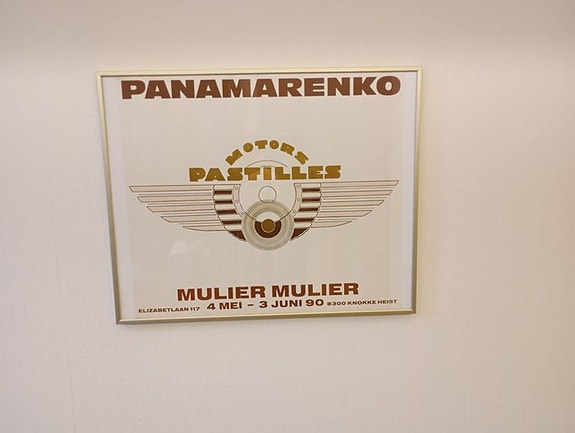 PANAMARENKO
MOTORS
PASTILLES
MULIER MULIER
ELIZABETLAAN 117 4 MEI – 3 JUNI 90 8300 KNOKKE HEIST